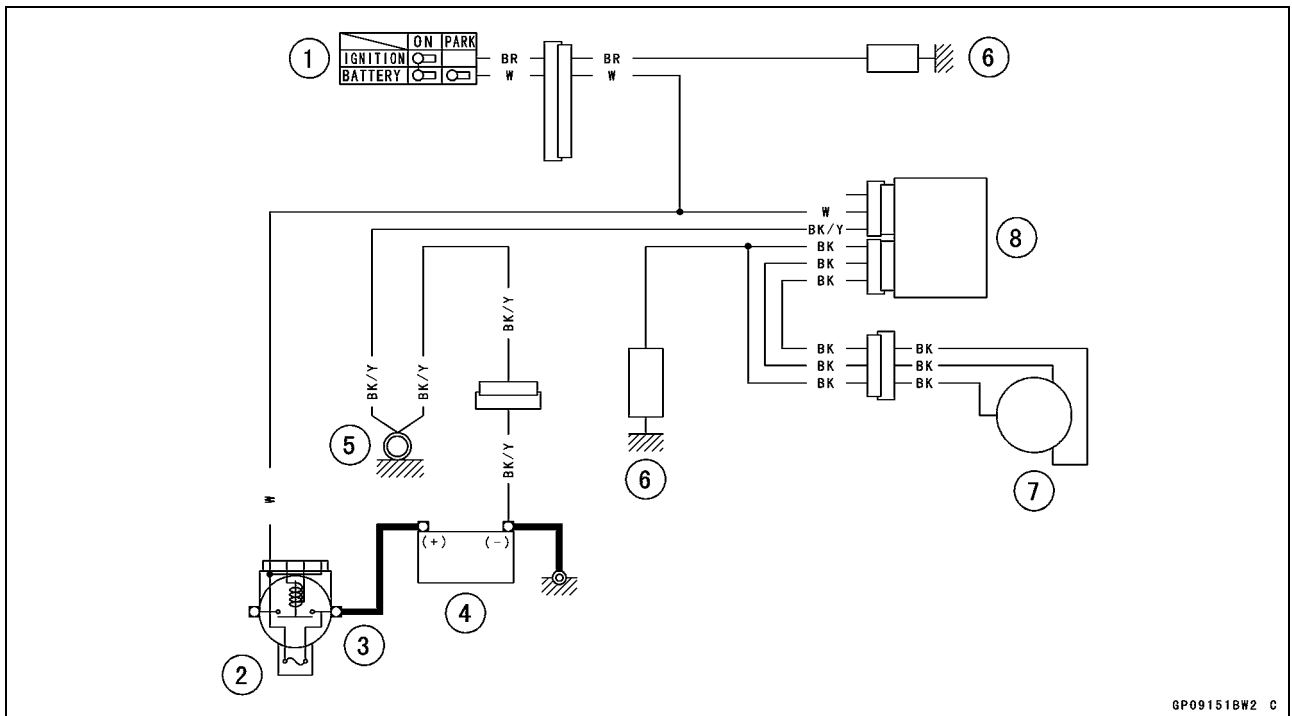 1
ON PARK
IGNITION
BATTERY
BR
W
BR
W
6
W
BK/Y
BK
BK
BK
8
BK/Y
BK/Y
BK/Y
BK
BK
BK
BK
BK
BK
5
BK/Y
6
7
W
(+) (-)
4
3
2
GP09151BW2 C